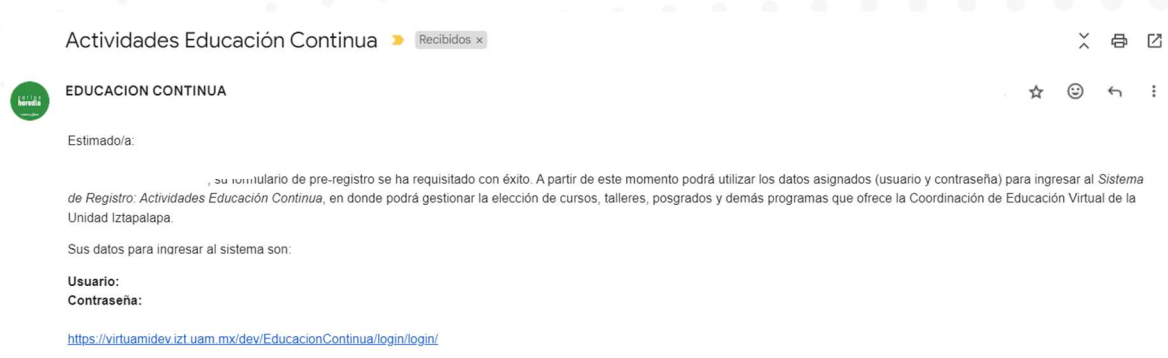 Actividades Educación Continua Recibidos ×
EDUCACION CONTINUA
heredia
Estimado/a:
, su formulario de pre-registro se ha requisitado con éxito. A partir de este momento podrá utilizar los datos asignados (usuario y contraseña) para ingresar al Sistema
de Registro: Actividades Educación Continua, en donde podrá gestionar la elección de cursos, talleres, posgrados y demás programas que ofrece la Coordinación de Educación Virtual de la
Unidad Iztapalapa.
Sus datos para ingresar al sistema son:
Usuario:
Contraseña:
https://virtuamidev.izt.uam.mx/dev/EducacionContinua/login/login/